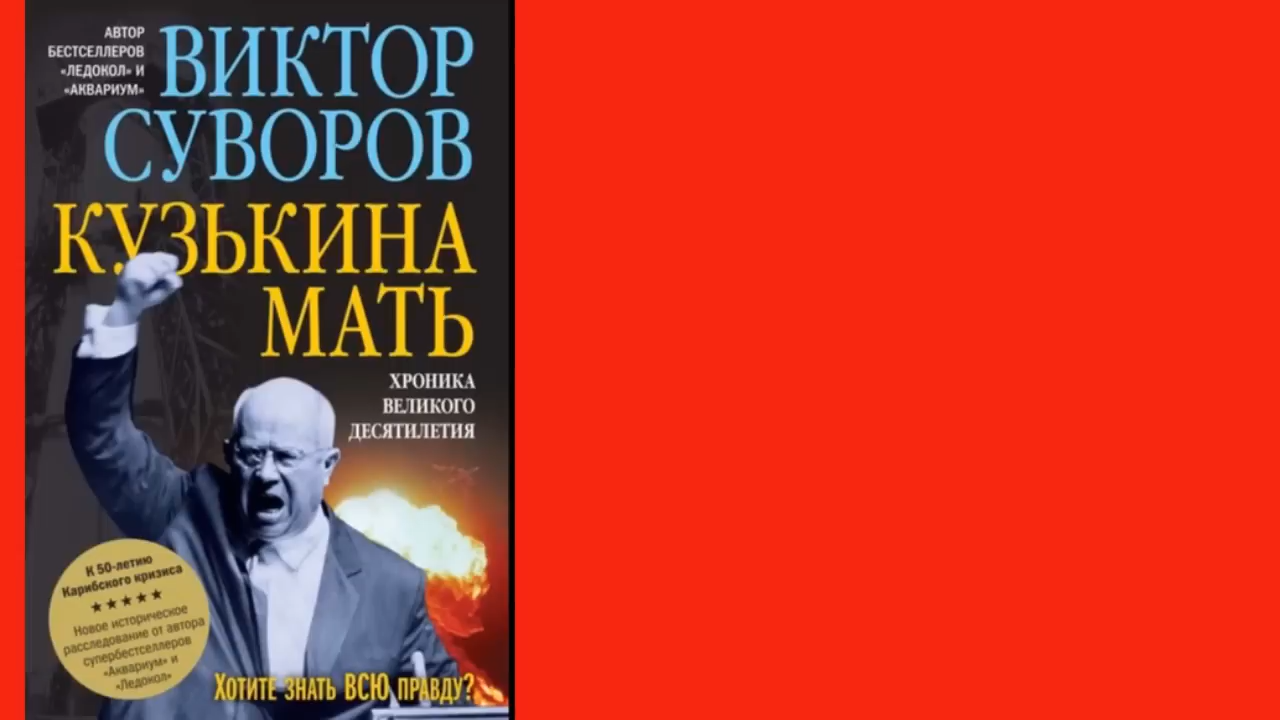 АВТОР
БЕСТСЕЛЛЕРОВ
«ЛЕДОКОЛ» И
«АКВАРИУМ»
ВИКТОР
СУВОРОВ
КУЗЬКИНА
МАТЬ
ХРОНИКА
ВЕЛИКОГО
ДЕСЯТИЛЕТИЯ
К 50-летию
Карибского кризиса
Новое историческое
расследование от автора
супербестселлеров
«Аквариум» и
«Ледокол»
ХОТИТЕ ЗНАТЬ ВСЮ ПРАВДУ?